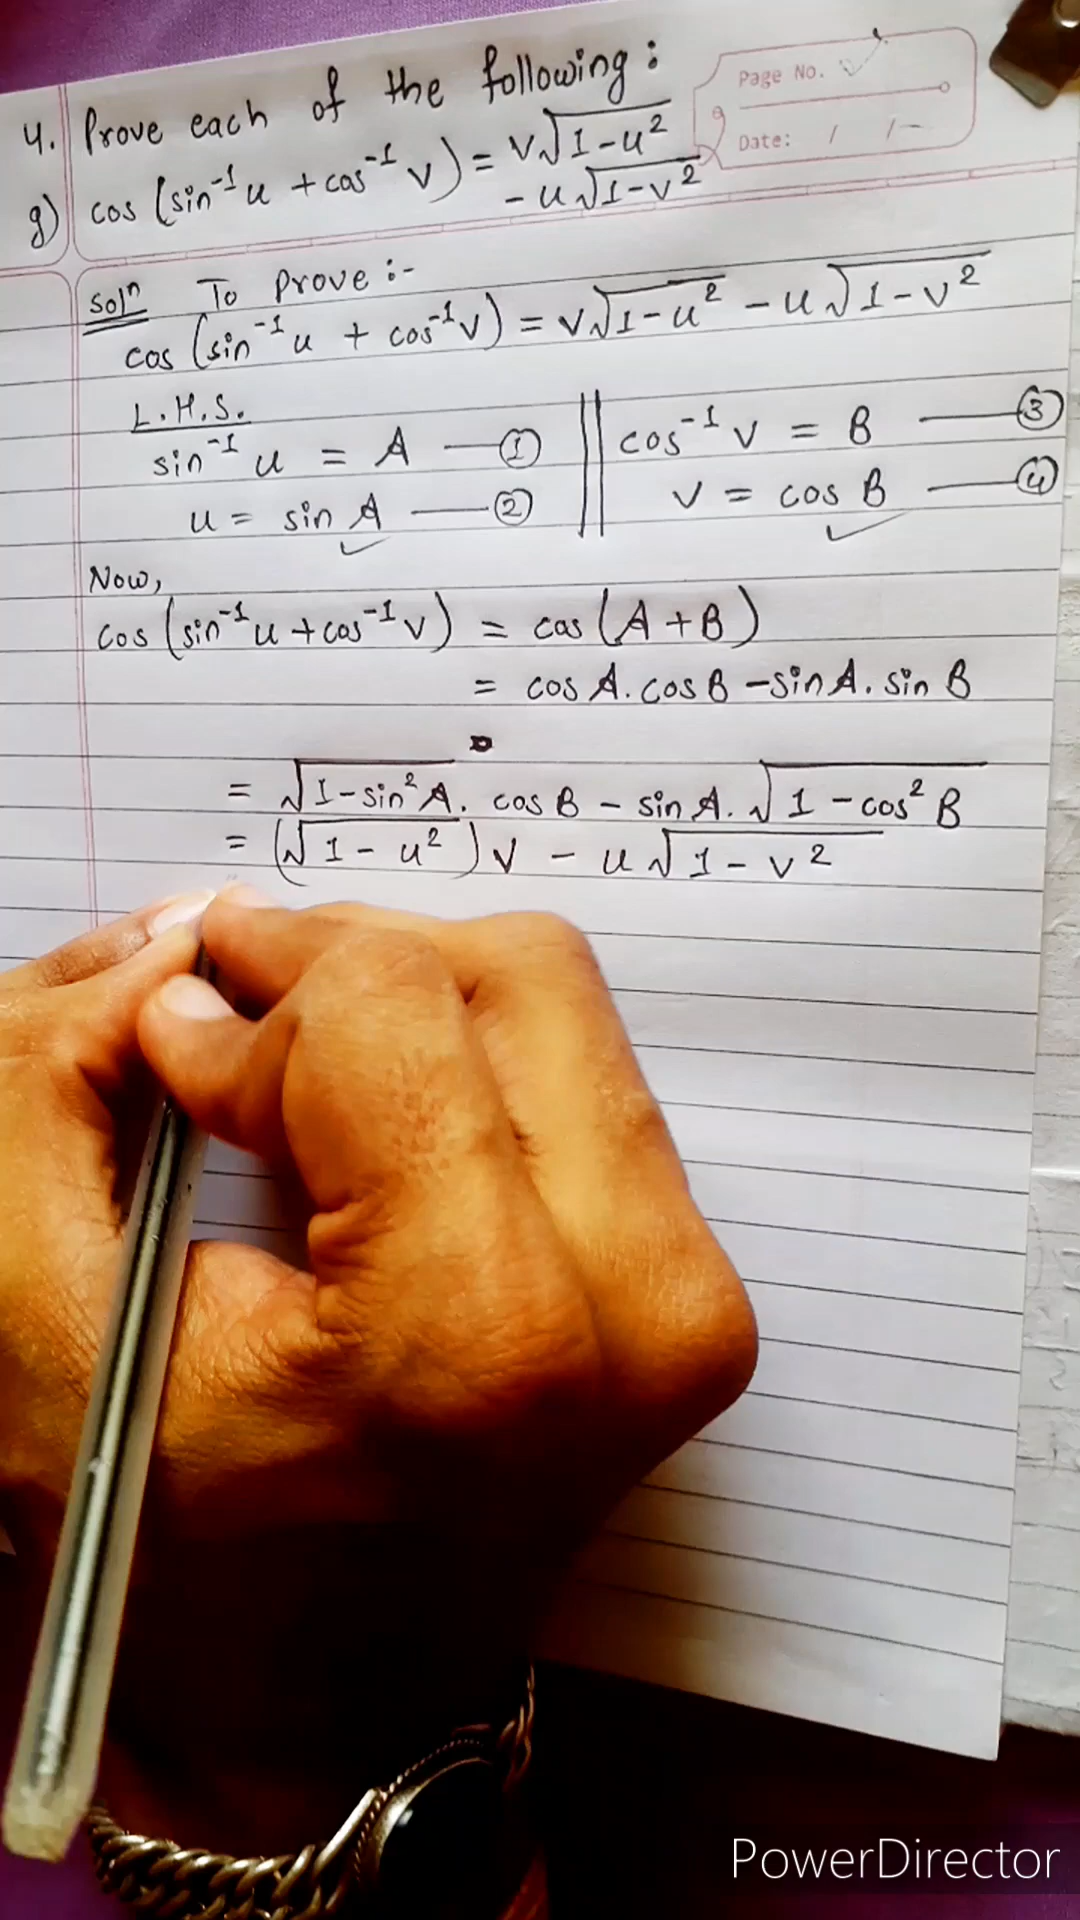 4. Prove each of the following :
Page No.
Date: / /
g) cos (sin⁻¹u + cos⁻¹v) = v√1-u²
- u√1-v²
Solⁿ To Prove :-
cos (sin⁻¹u + cos⁻¹v) = v√1-u² - u√1-v²
L.H.S.
sin⁻¹ u = A — ①
u = sin A — ②
cos⁻¹ v = B — ③
v = cos B — ④
Now,
cos (sin⁻¹u + cos⁻¹v) = cos (A + B)
= cos A. cos B - sin A. sin B
= √1-sin²A. cos B - sin A. √1-cos²B
= (√1-u²) v - u√1-v²
PowerDirector